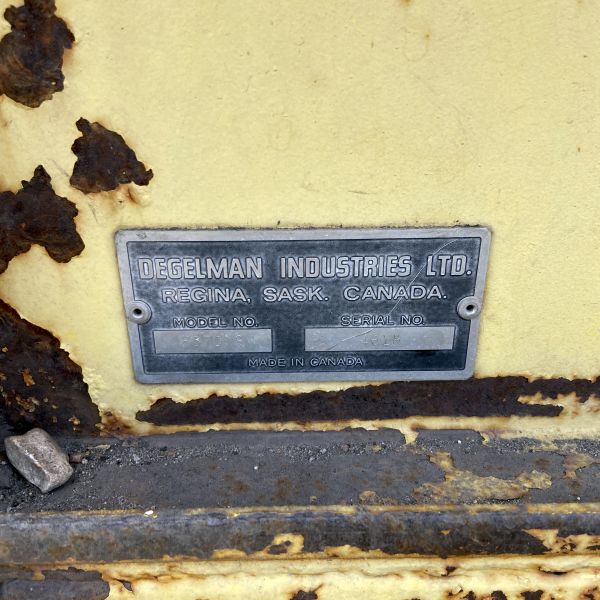 DEGELMAN INDUSTRIES LTD.
REGINA, SASK. CANADA.
MODEL NO. SERIAL NO.
MADE IN CANADA